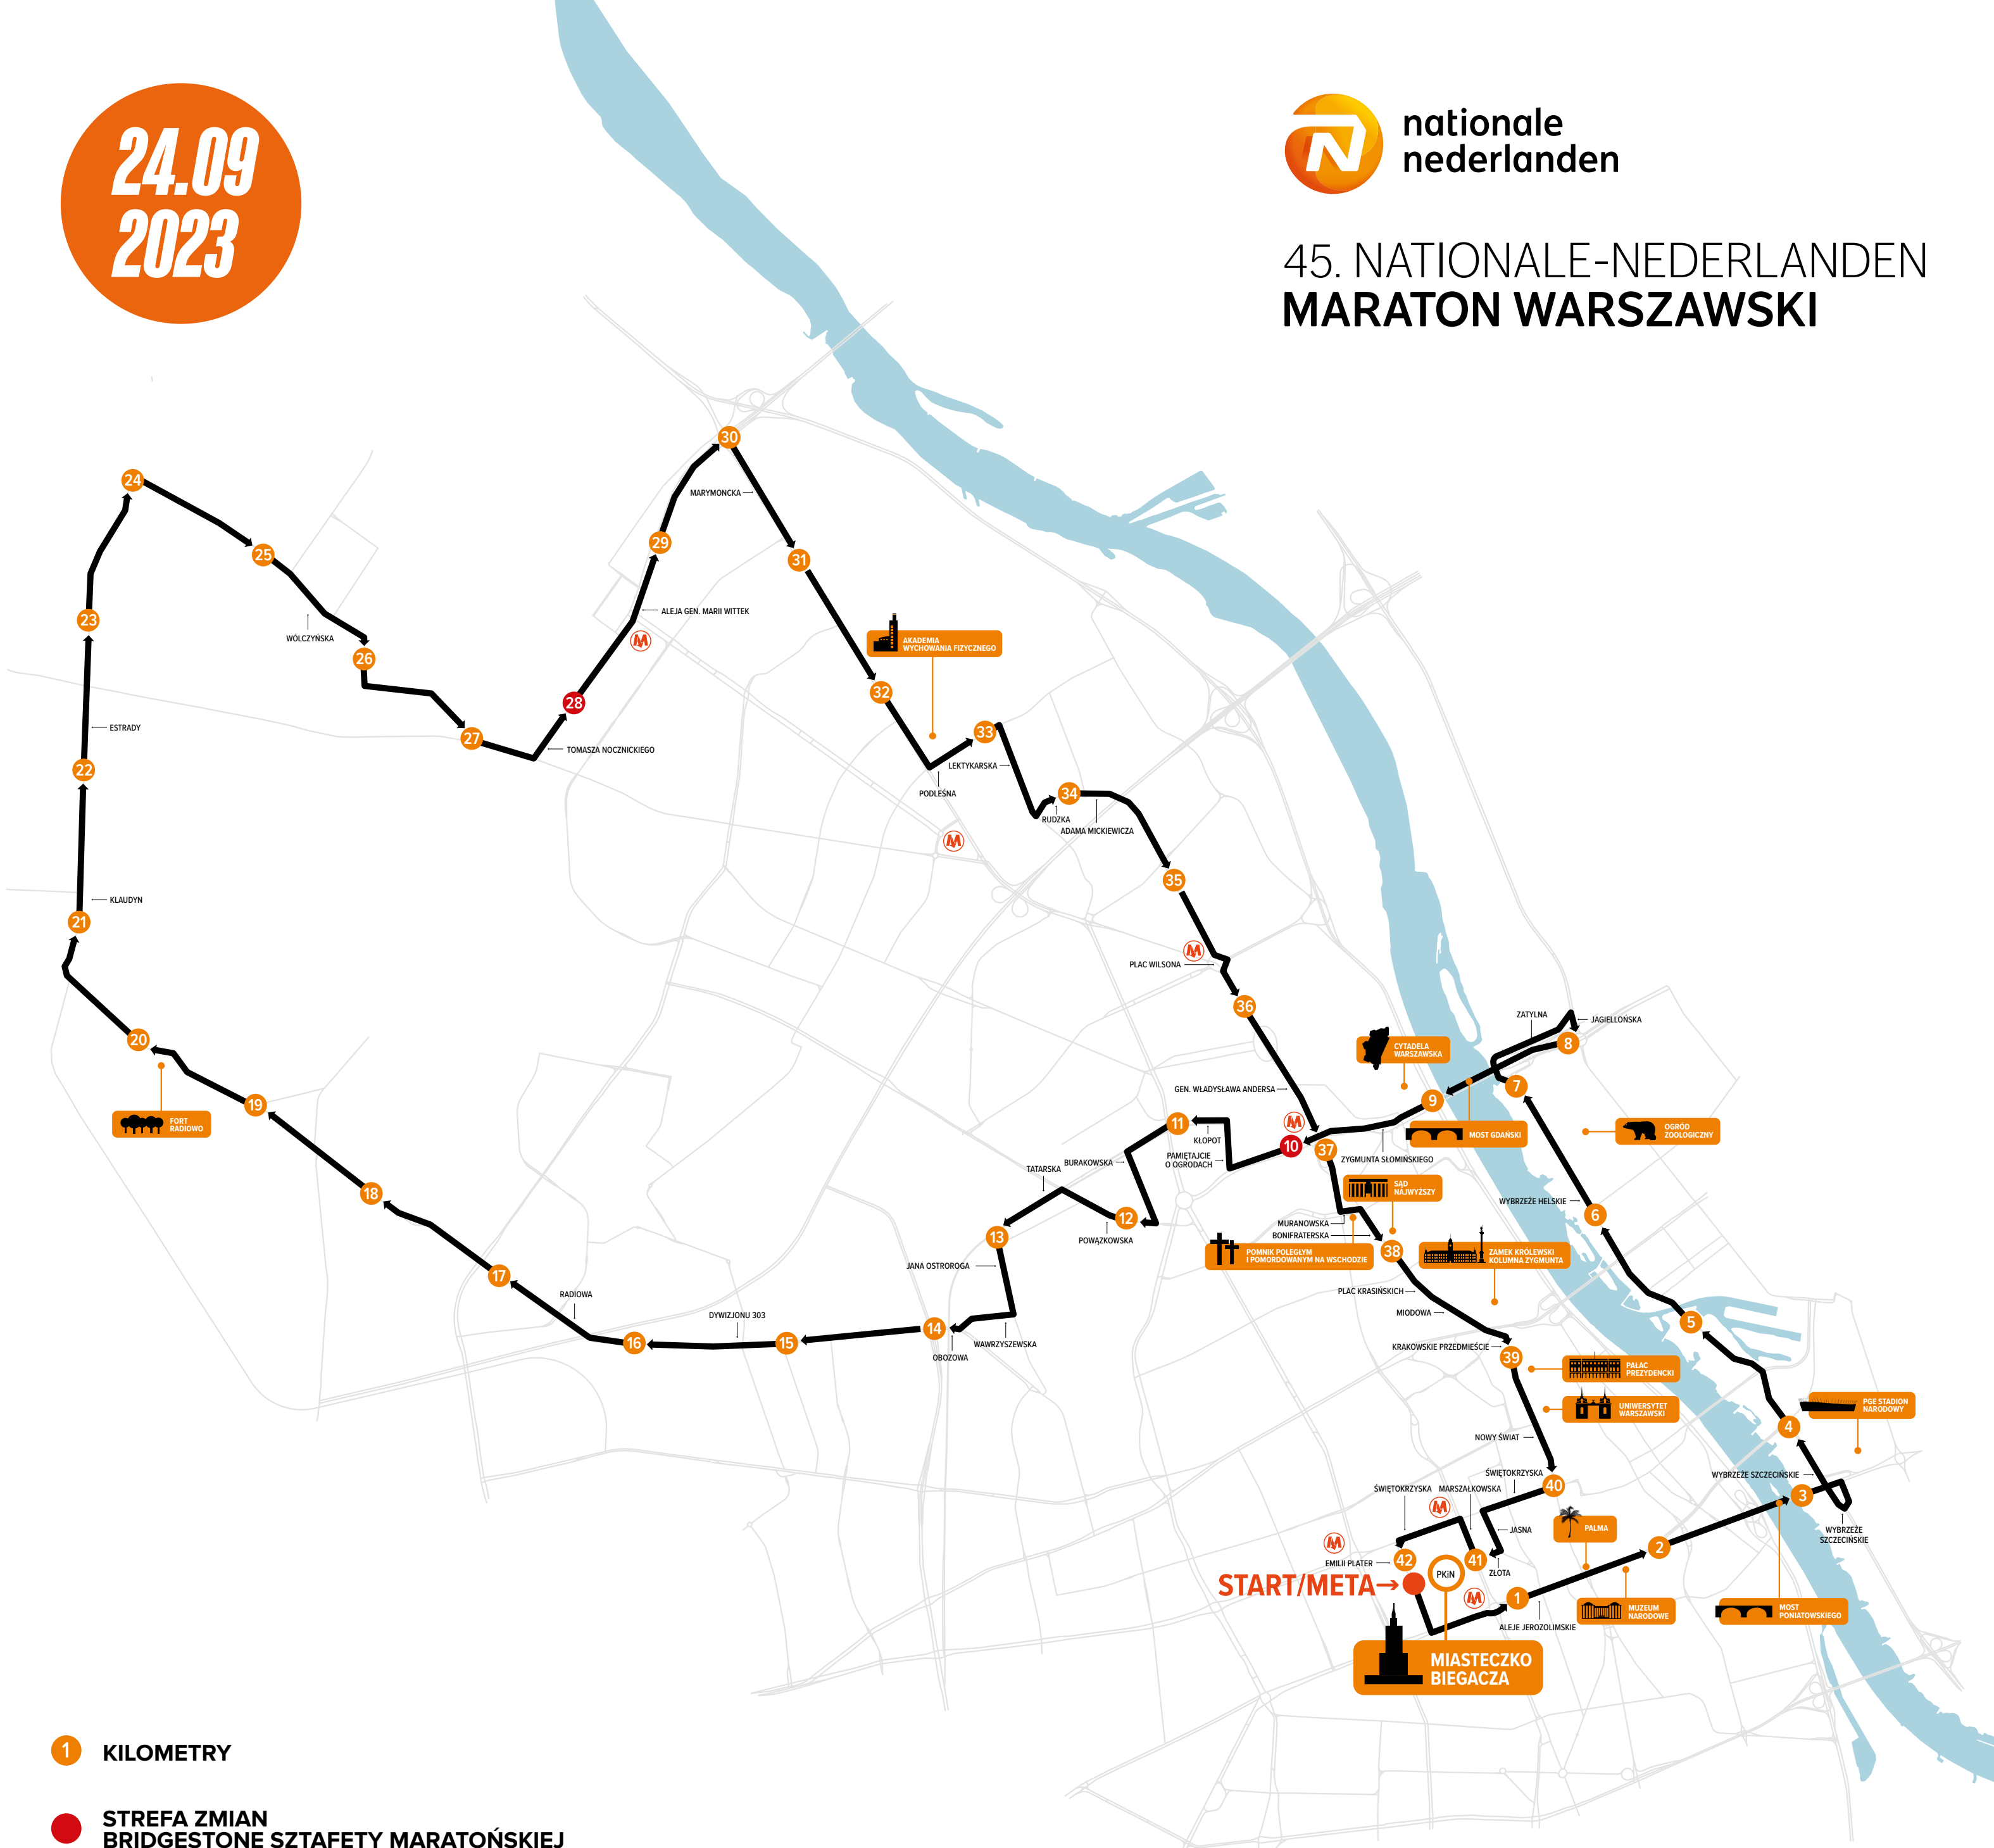 24.09
2023
nationale
nederlanden
45. NATIONALE-NEDERLANDEN
MARATON WARSZAWSKI
30
24
MARYMONCKA
29
25
31
23
ALEJA GEN. MARII WITTEK
M
WÓLCZYŃSKA
AKADEMIA
WYCHOWANIA FIZYCZNEGO
26
32
28
ESTRADY
27
33
TOMASZA NOCZNICKIEGO
LEKTYKARSKA
22
PODLEŚNA
34
RUDZKA
ADAMA MICKIEWICZA
M
35
KLAUDYN
21
M
PLAC WILSONA
36
20
ZATYLNA
JAGIELLOŃSKA
8
CYTADELA
WARSZAWSKA
GEN. WŁADYSŁAWA ANDERSA
7
9
19
FORT
RADIOWO
11
M
KŁOPOT
10
37
MOST GDAŃSKI
OGRÓD
ZOOLOGICZNY
PAMIĘTAJCIE
O OGRODACH
ZYGMUNTA SŁOMIŃSKIEGO
BURAKOWSKA
TATARSKA
18
SĄD
NAJWYŻSZY
WYBRZEŻE HELSKIE
6
12
MURANOWSKA
BONIFRATERSKA
13
POWĄZKOWSKA
38
POMNIK POLEGŁYM
I POMORDOWANYM NA WSCHODZIE
ZAMEK KRÓLEWSKI
KOLUMNA ZYGMUNTA
JANA OSTROROGA
17
RADIOWA
PLAC KRASIŃSKICH
MIODOWA
DYWIZJONU 303
5
14
16
15
WAWRZYSZEWSKA
OBOZOWA
KRAKOWSKIE PRZEDMIEŚCIE
39
PAŁAC
PREZYDENCKI
UNIWERSYTET
WARSZAWSKI
PGE STADION
NARODOWY
4
NOWY ŚWIAT
ŚWIĘTOKRZYSKA
WYBRZEŻE SZCZECIŃSKIE
40
ŚWIĘTOKRZYSKA
MARSZAŁKOWSKA
3
M
PALMA
JASNA
WYBRZEŻE
SZCZECIŃSKIE
M
2
EMILII PLATER
42
41
ZŁOTA
PKiN
START/META
M
1
MUZEUM
NARODOWE
MOST
PONIATOWSKIEGO
ALEJE JEROZOLIMSKIE
MIASTECZKO
BIEGACZA
1
KILOMETRY
STREFA ZMIAN
BRIDGESTONE SZTAFETY MARATOŃSKIEJ